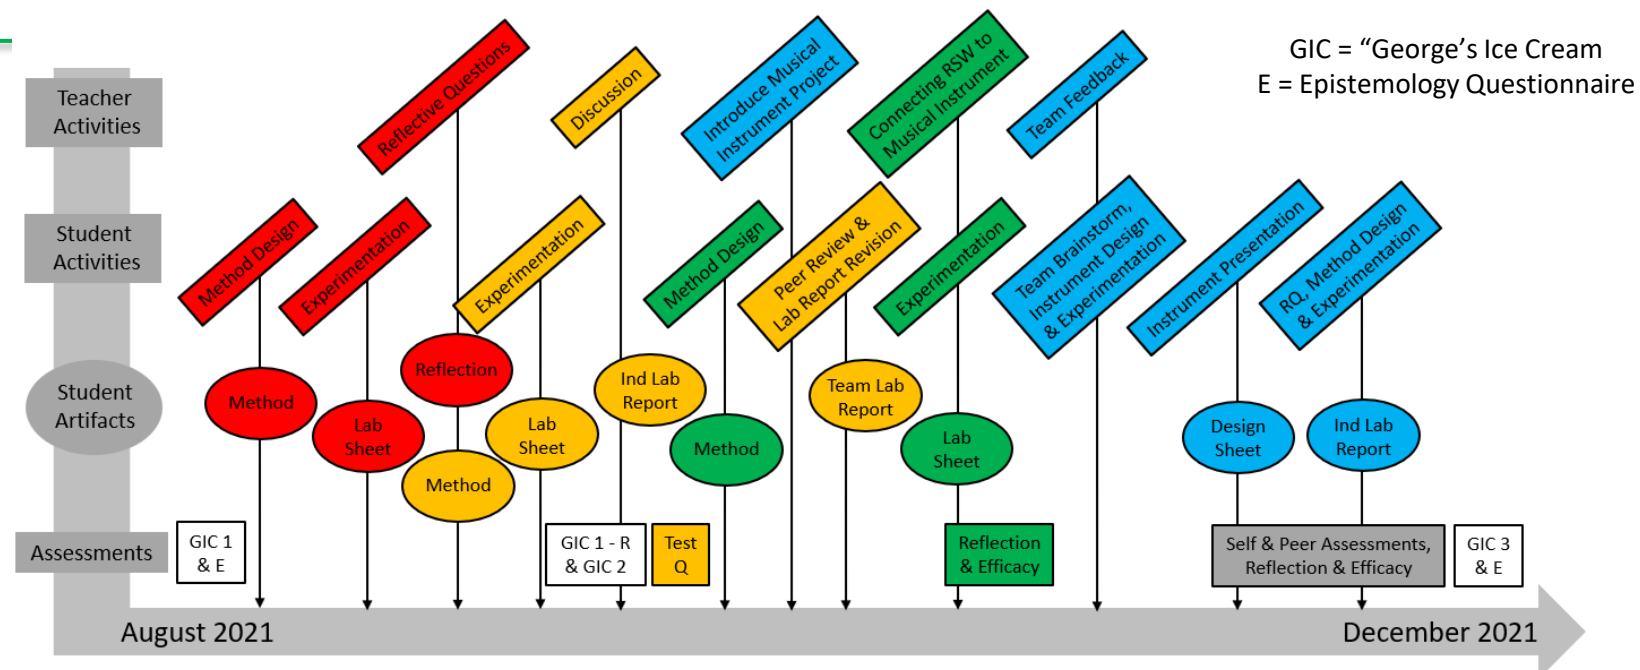 GIC = “George’s Ice Cream
E = Epistemology Questionnaire
Teacher
Activities
Reflective Questions
Discussion
Introduce Musical
Instrument Project
Connecting RSW to
Musical Instrument
Team Feedback
Student
Activities
Method Design
Experimentation
Experimentation
Method Design
Peer Review &
Lab Report Revision
Experimentation
Team Brainstorm,
Instrument Design
& Experimentation
Instrument Presentation
RQ, Method Design
& Experimentation
Student
Artifacts
Method
Lab
Sheet
Reflection
Method
Lab
Sheet
Ind Lab
Report
Method
Team Lab
Report
Lab
Sheet
Design
Sheet
Ind Lab
Report
Assessments
GIC 1
& E
GIC 1 - R
& GIC 2
Test
Q
Reflection
& Efficacy
Self & Peer Assessments,
Reflection & Efficacy
GIC 3
& E
August 2021
December 2021